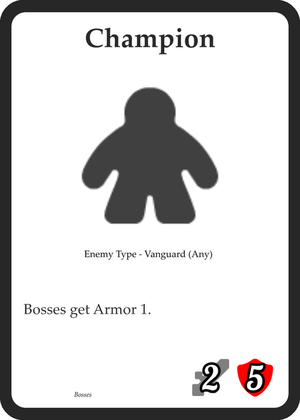 Champion
Enemy Type - Vanguard (Any)
Bosses get Armor 1.
2 5
Bosses